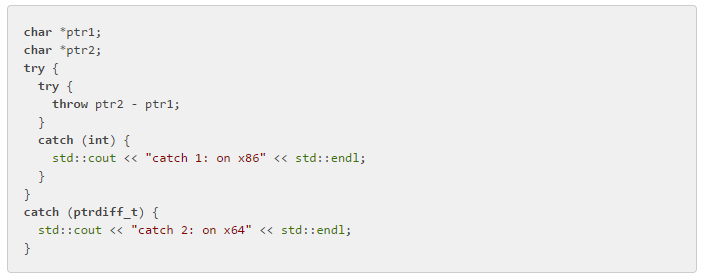 char *ptr1;
char *ptr2;
try {
  try {
    throw ptr2 - ptr1;
  }
  catch (int) {
    std::cout << "catch 1: on x86" << std::endl;
  }
}
catch (ptrdiff_t) {
  std::cout << "catch 2: on x64" << std::endl;
}